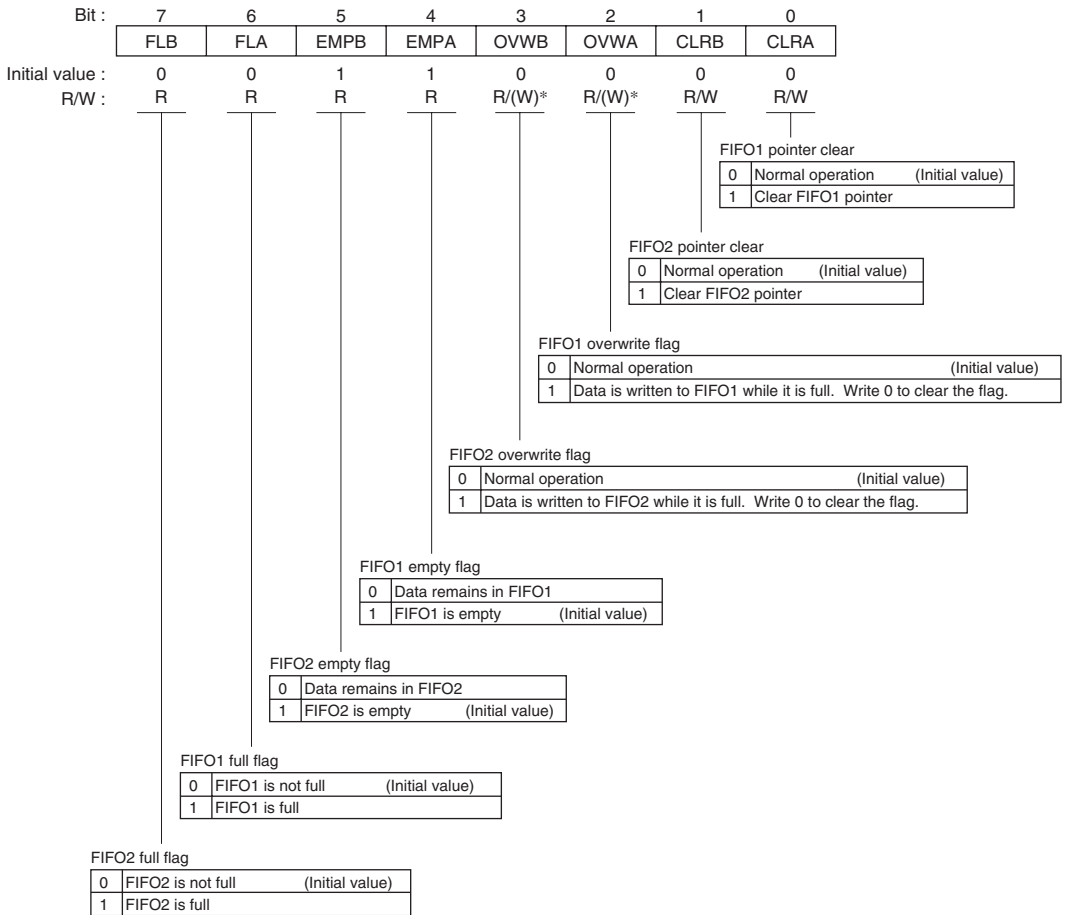 Bit : 7 6 5 4 3 2 1 0
FLB FLA EMPB EMPA OVWB OVWA CLRB CLRA
Initial value : 0 0 1 1 0 0 0 0
R/W : R R R R R/(W)* R/(W)* R/W R/W
FIFO1 pointer clear
0 Normal operation (Initial value)
1 Clear FIFO1 pointer
FIFO2 pointer clear
0 Normal operation (Initial value)
1 Clear FIFO2 pointer
FIFO1 overwrite flag
0 Normal operation (Initial value)
1 Data is written to FIFO1 while it is full. Write 0 to clear the flag.
FIFO2 overwrite flag
0 Normal operation (Initial value)
1 Data is written to FIFO2 while it is full. Write 0 to clear the flag.
FIFO1 empty flag
0 Data remains in FIFO1
1 FIFO1 is empty (Initial value)
FIFO2 empty flag
0 Data remains in FIFO2
1 FIFO2 is empty (Initial value)
FIFO1 full flag
0 FIFO1 is not full (Initial value)
1 FIFO1 is full
FIFO2 full flag
0 FIFO2 is not full (Initial value)
1 FIFO2 is full